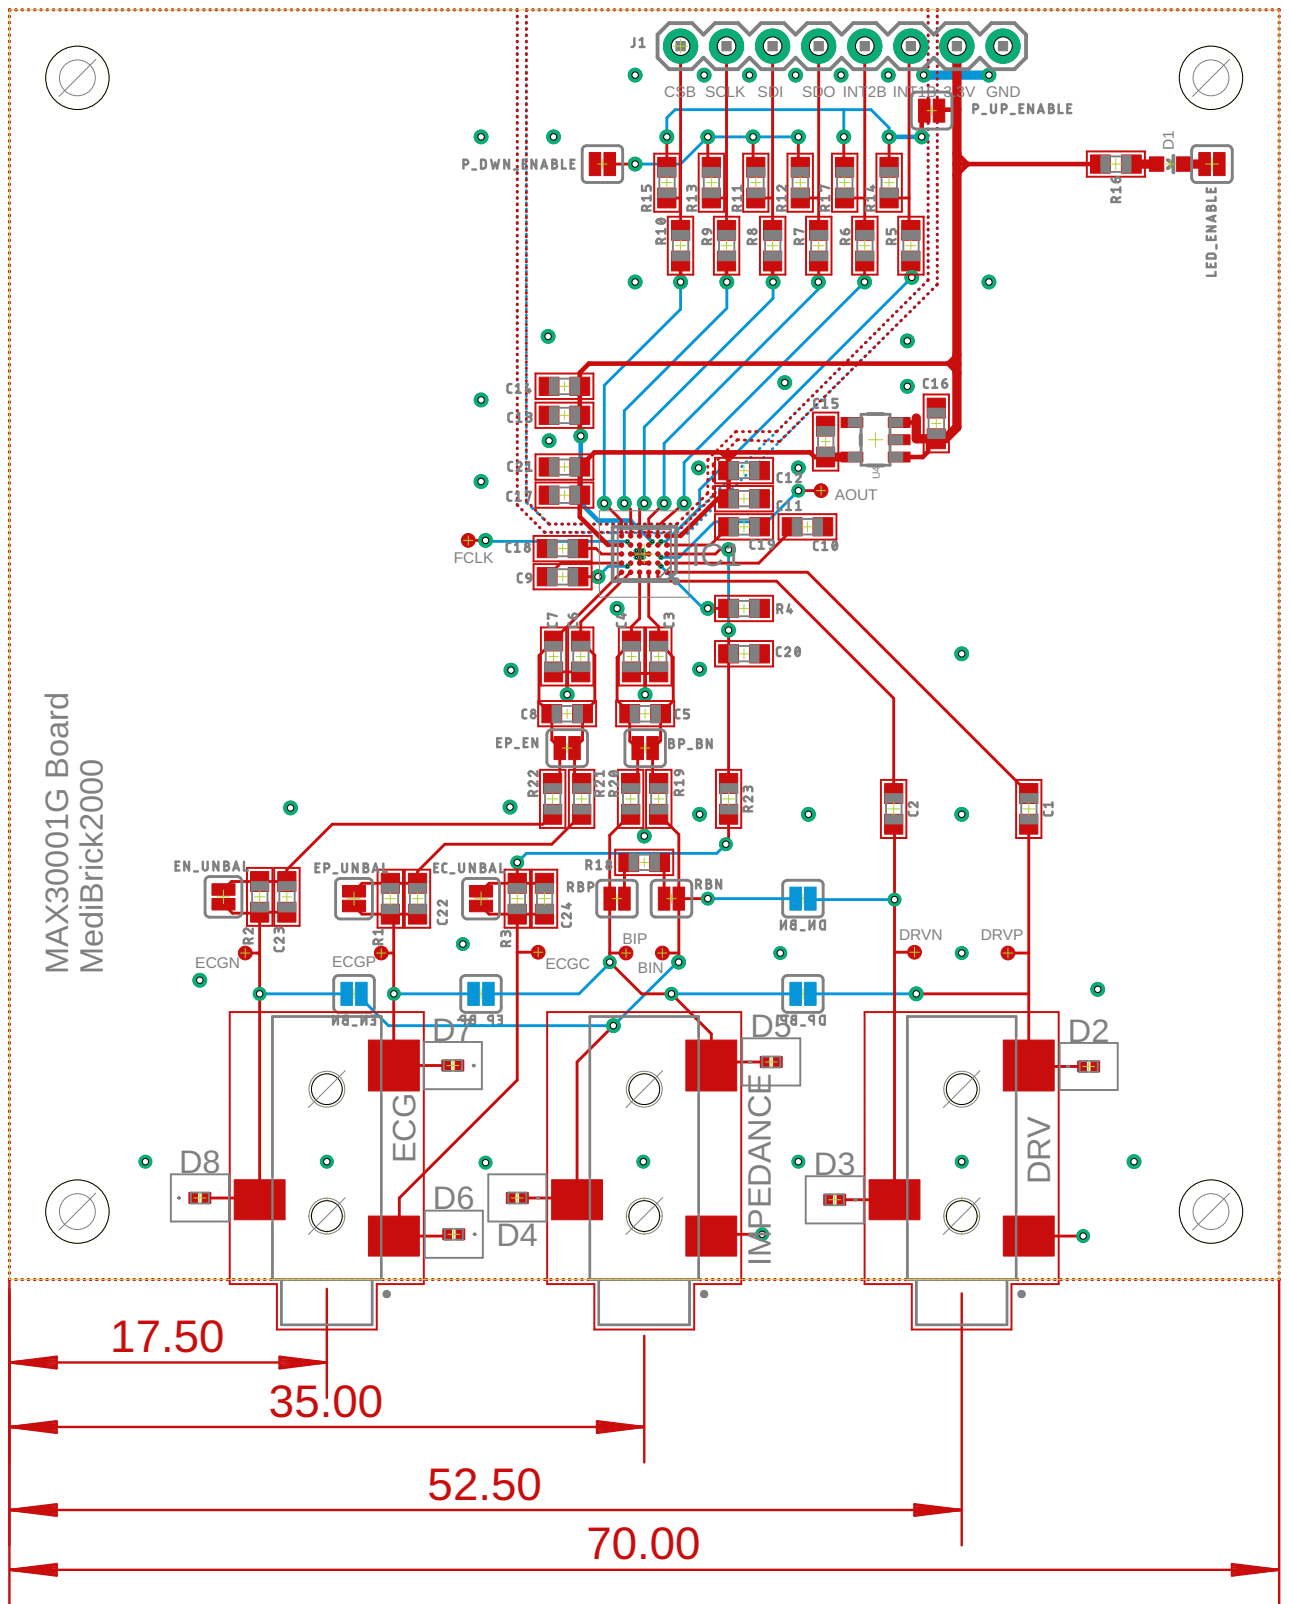 J1
CSB SCLK SDI SDO INT2B INT1B 3.3V GND
P_UP_ENABLE
P_DWN_ENABLE
D1
R15 R13 R11 R12 R17 R14
R16
LED_ENABLE
R10 R9 R8 R7 R6 R5
C14
C13
C15
C16
C21
C17
C12
C11
AOUT
C19
C10
FCLK
C18
C9
IC1
C7 C6 C4 C3
R4
C20
C8
C5
EP_EN
BP_BN
R22 R21 R20 R19
R23
C2
C1
MAX30001G Board
MediBrick2000
EN_UNBAL
EP_UNBAL
EC_UNBAL
R18
RBP
RBN
R2
C23
R1
C22
R3
C24
DN_BN
ECGN
ECGP
ECGC
BIP
BIN
DRVN
DRVP
EN_BN
EP_BP
DP_BP
D7
D5
D2
ECG
IMPEDANCE
DRV
D8
D6
D4
D3
17.50
35.00
52.50
70.00